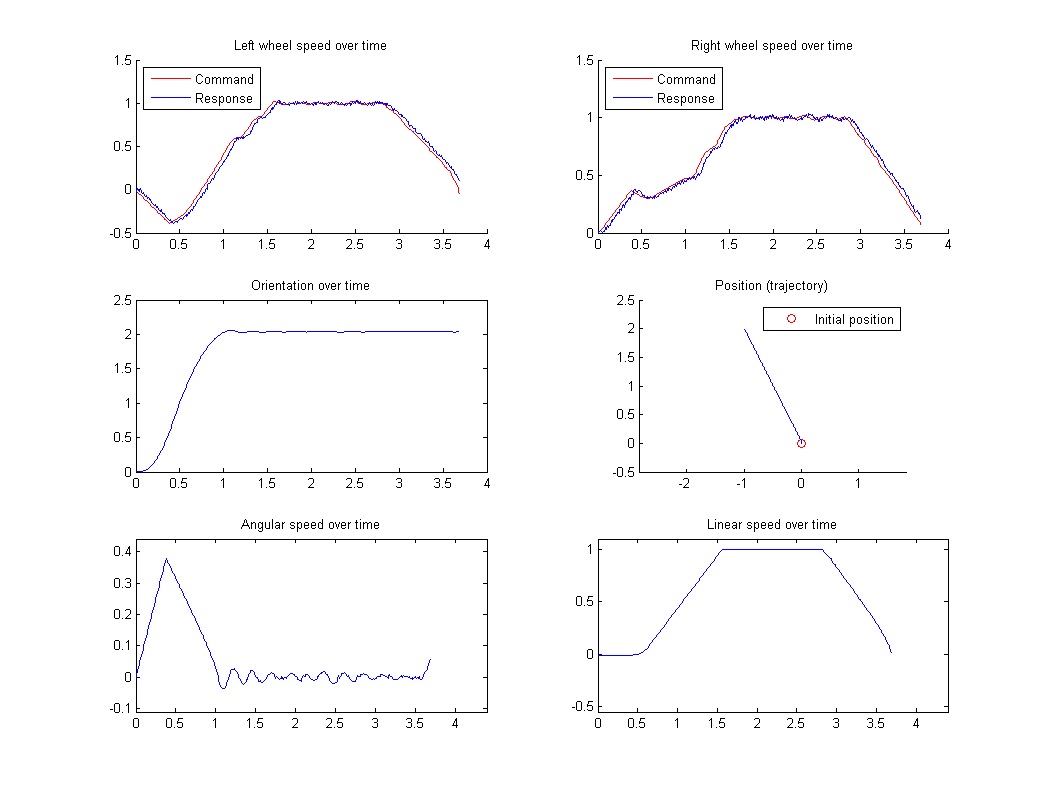 Left wheel speed over time
1.5
1
0.5
0
-0.5
Command
Response
0 0.5 1 1.5 2 2.5 3 3.5 4
Right wheel speed over time
1.5
1
0.5
0
Command
Response
0 0.5 1 1.5 2 2.5 3 3.5 4
Orientation over time
2.5
2
1.5
1
0.5
0
0 0.5 1 1.5 2 2.5 3 3.5 4
Position (trajectory)
2.5
2
1.5
1
0.5
0
-0.5
Initial position
-2 -1 0 1
Angular speed over time
0.4
0.3
0.2
0.1
0
-0.1
0 0.5 1 1.5 2 2.5 3 3.5 4
Linear speed over time
1
0.5
0
-0.5
0 0.5 1 1.5 2 2.5 3 3.5 4